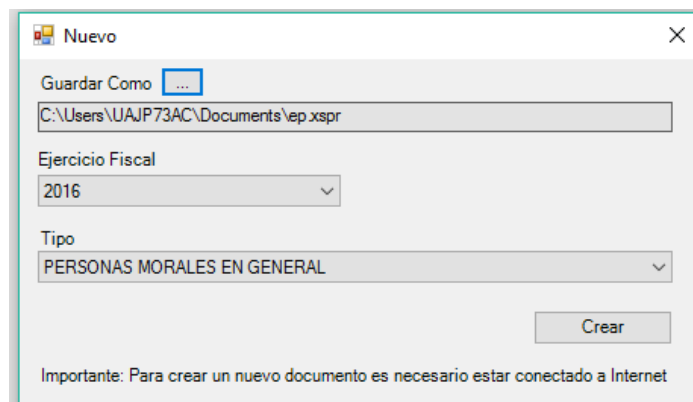 Nuevo
Guardar Como ...
C:\Users\UAJP73AC\Documents\ep.xspr
Ejercicio Fiscal
2016
Tipo
PERSONAS MORALES EN GENERAL
Crear
Importante: Para crear un nuevo documento es necesario estar conectado a Internet